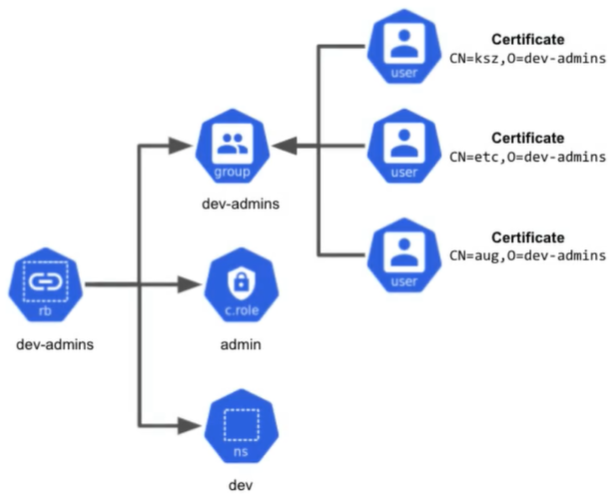 user
Certificate
CN=ksz,O=dev-admins
group
dev-admins
user
Certificate
CN=etc,O=dev-admins
user
Certificate
CN=aug,O=dev-admins
rb
dev-admins
c.role
admin
ns
dev